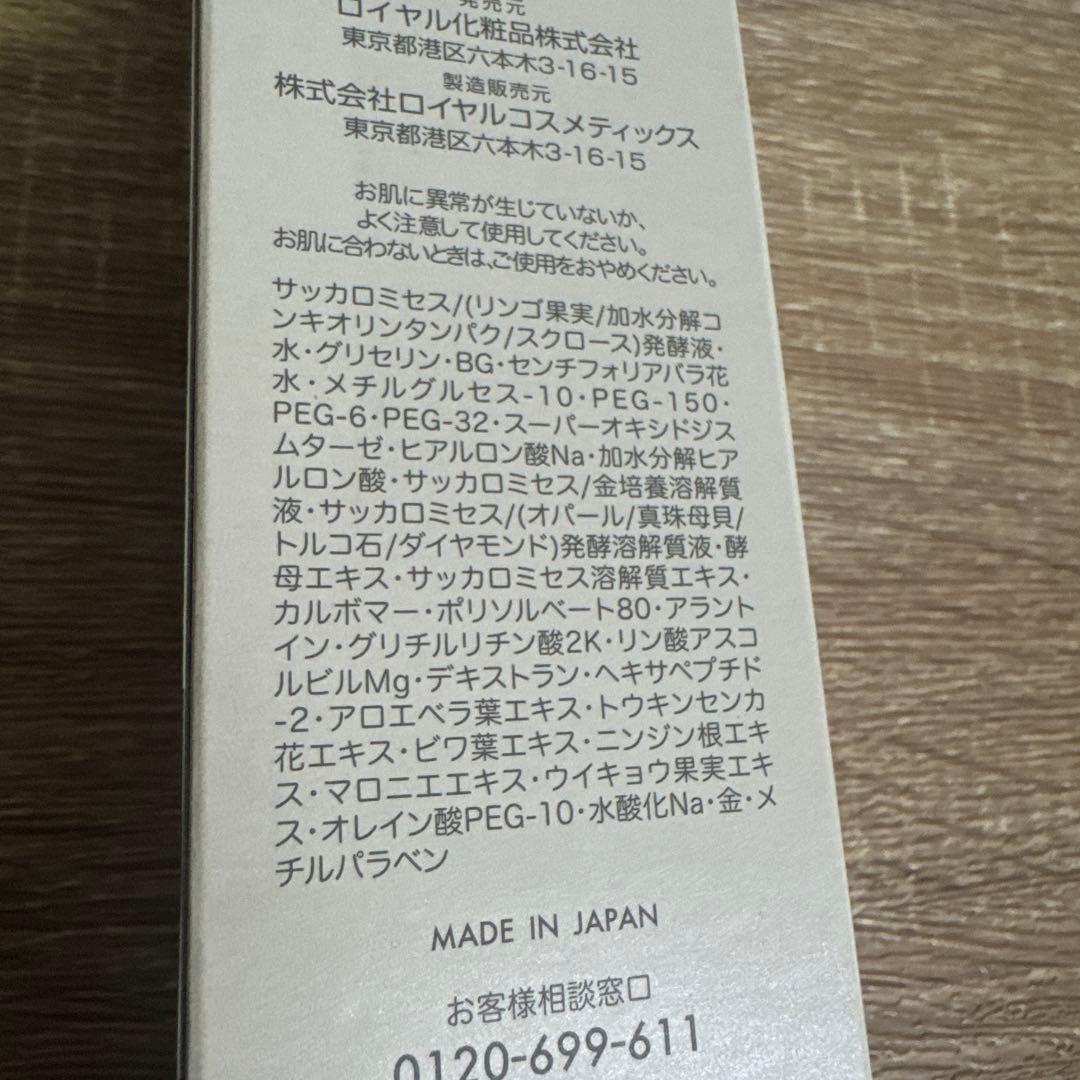 発売元
ロイヤル化粧品株式会社
東京都港区六本木3-16-15
製造販売元
株式会社ロイヤルコスメティックス
東京都港区六本木3-16-15
お肌に異常が生じていないか、
よく注意して使用してください。
お肌に合わないときは、ご使用をおやめください。
サッカロミセス/(リンゴ果実/加水分解コ
ンキオリンタンパク/スクロース)発酵液・
水・グリセリン・BG・センチフォリアバラ花
水・メチルグルセス-10・PEG-150・
PEG-6・PEG-32・スーパーオキシドジス
ムターゼ・ヒアルロン酸Na・加水分解ヒア
ルロン酸・サッカロミセス/金培養溶解質
液・サッカロミセス/(オパール/真珠母貝/
トルコ石/ダイヤモンド)発酵溶解質液・酵
母エキス・サッカロミセス溶解質エキス・
カルボマー・ポリソルベート80・アラント
イン・グリチルリチン酸2K・リン酸アスコ
ルビルMg・デキストラン・ヘキサペプチド
-2・アロエベラ葉エキス・トウキンセンカ
花エキス・ビワ葉エキス・ニンジン根エキ
ス・マロニエエキス・ウイキョウ果実エキ
ス・オレイン酸PEG-10・水酸化Na・金・メ
チルパラベン
MADE IN JAPAN
お客様相談窓口
0120-699-611